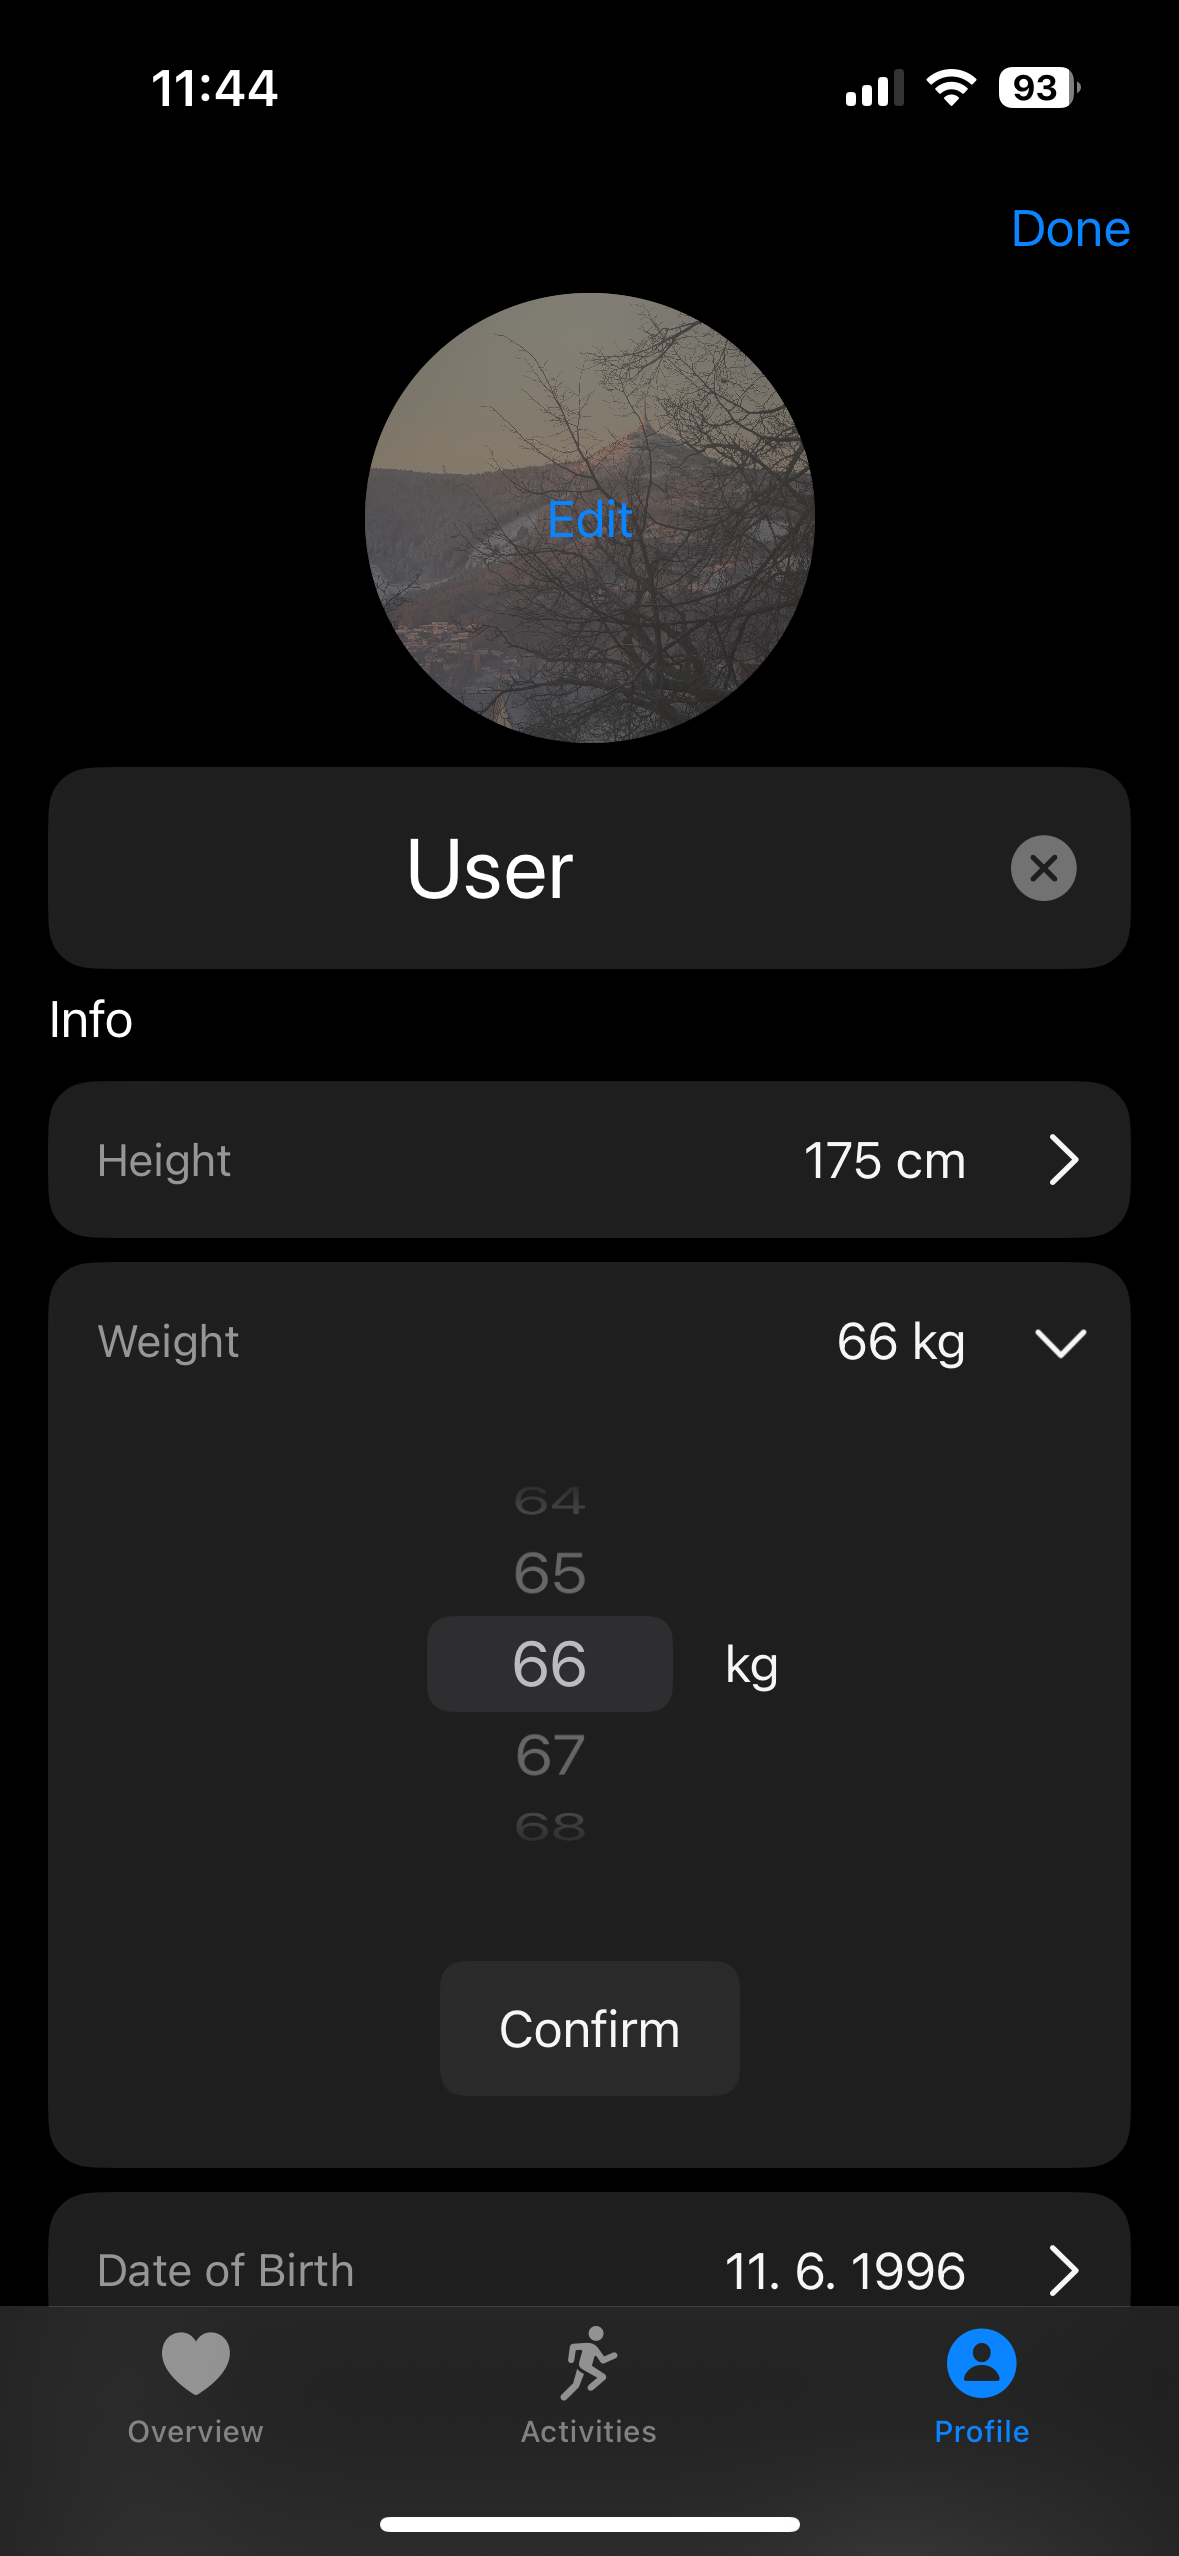 11:44
93
Done
Edit
User
Info
Height 175 cm
Weight 66 kg
64
65
66 kg
67
68
Confirm
Date of Birth 11. 6. 1996
Overview Activities Profile